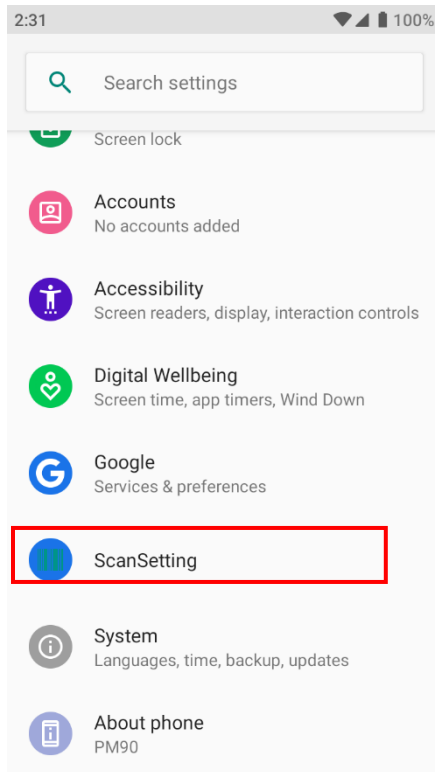 2:31
100%
Search settings
Screen lock
Accounts
No accounts added
Accessibility
Screen readers, display, interaction controls
Digital Wellbeing
Screen time, app timers, Wind Down
Google
Services & preferences
ScanSetting
System
Languages, time, backup, updates
About phone
PM90